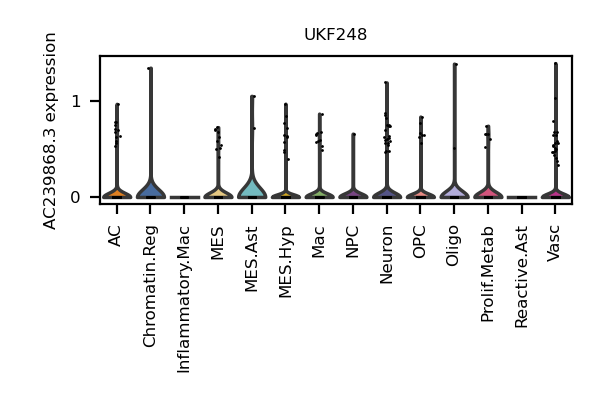 UKF248
AC239868.3 expression
1
0
AC
Chromatin.Reg
Inflammatory.Mac
MES
MES.Ast
MES.Hyp
Mac
NPC
Neuron
OPC
Oligo
Prolif.Metab
Reactive.Ast
Vasc